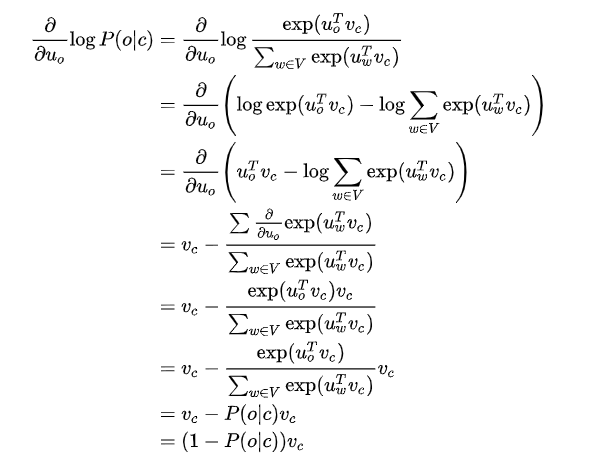 ∂/∂u_o log P(o|c) = ∂/∂u_o log exp(u_o^T v_c) / ∑_{w∈V} exp(u_w^T v_c)
= ∂/∂u_o ( log exp(u_o^T v_c) − log ∑_{w∈V} exp(u_w^T v_c) )
= ∂/∂u_o ( u_o^T v_c − log ∑_{w∈V} exp(u_w^T v_c) )
= v_c − ∑ ∂/∂u_o exp(u_w^T v_c) / ∑_{w∈V} exp(u_w^T v_c)
= v_c − exp(u_o^T v_c)v_c / ∑_{w∈V} exp(u_w^T v_c)
= v_c − exp(u_o^T v_c) / ∑_{w∈V} exp(u_w^T v_c) v_c
= v_c − P(o|c)v_c
= (1 − P(o|c))v_c